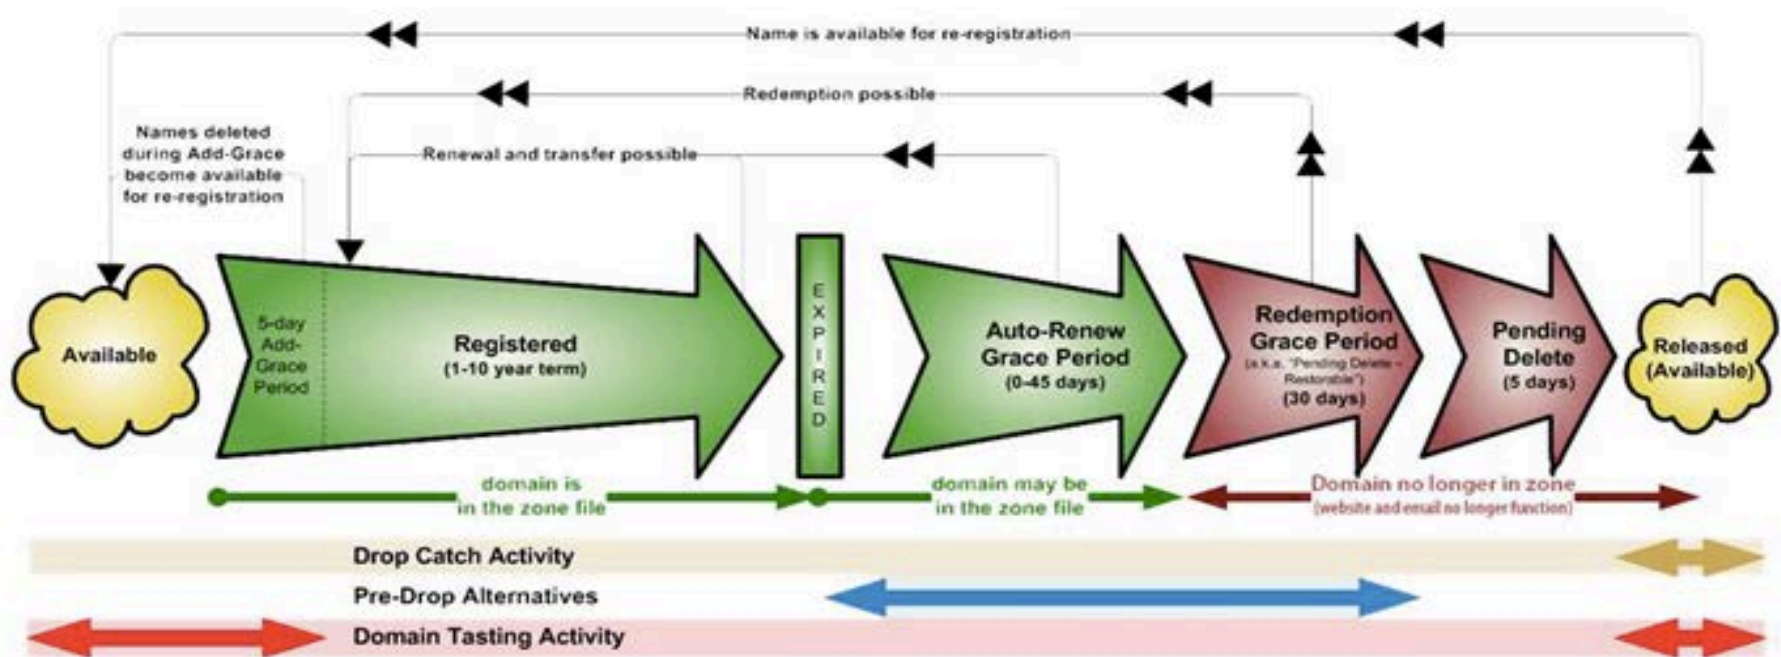 Name is available for re-registration
Redemption possible
Names deleted
during Add-Grace
become available
for re-registration
Renewal and transfer possible
Available
5-day
Add-
Grace
Period
Registered
(1-10 year term)
EXPIRED
Auto-Renew
Grace Period
(0-45 days)
Redemption
Grace Period
(a.k.a. "Pending Delete –
Restorable")
(30 days)
Pending
Delete
(5 days)
Released
(Available)
domain is
in the zone file
domain may be
in the zone file
Domain no longer in zone
(website and email no longer function)
Drop Catch Activity
Pre-Drop Alternatives
Domain Tasting Activity